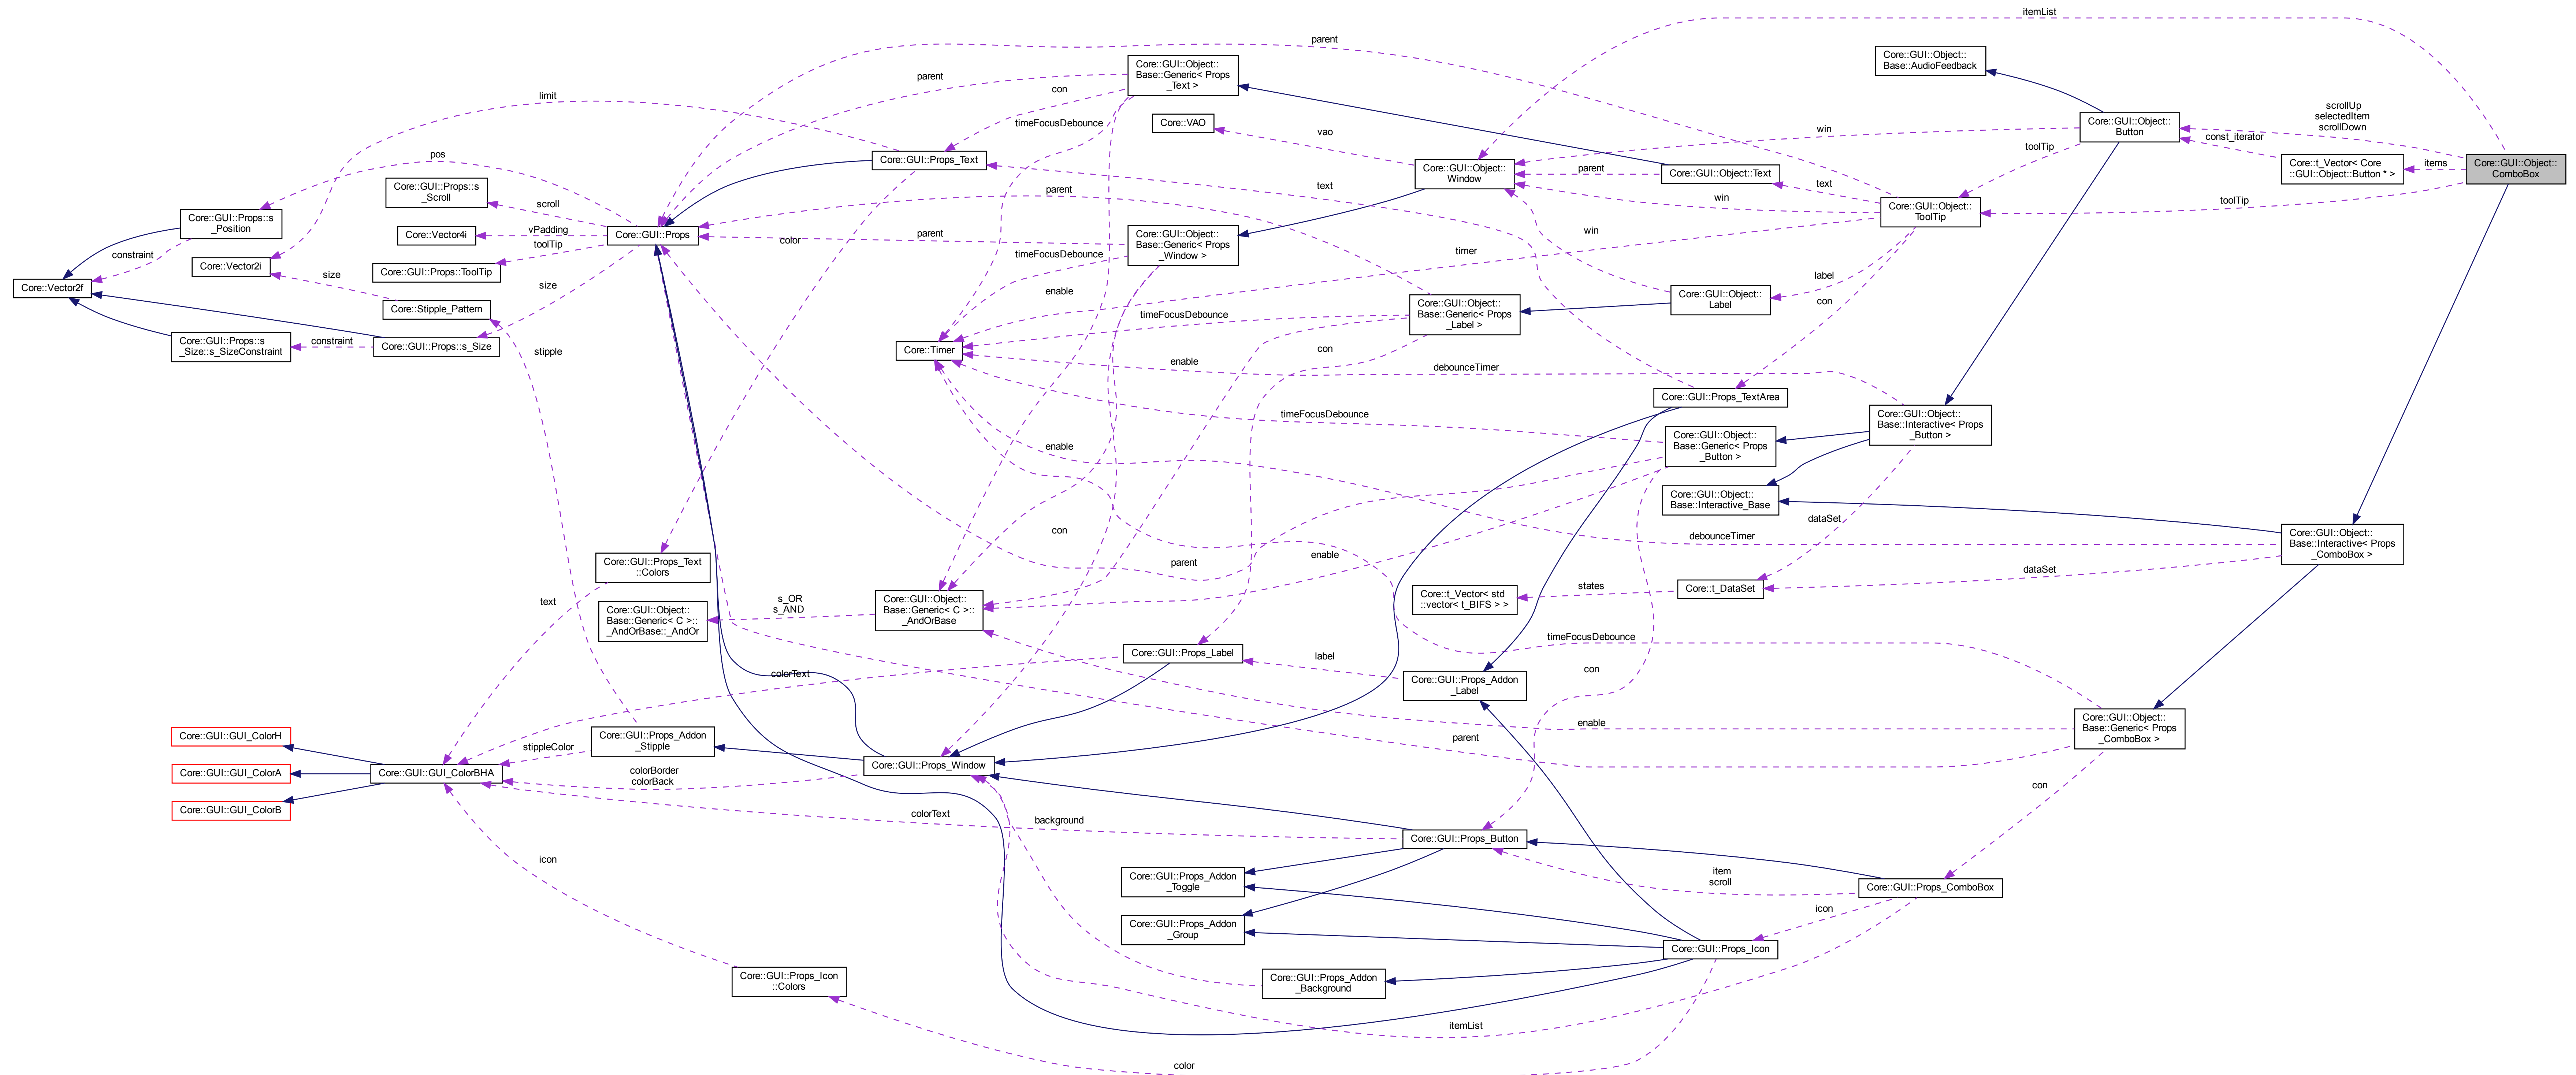 itemList
parent
Core::GUI::Object::
Base::AudioFeedback
Core::GUI::Object::
Base::Generic< Props
_Text >
parent
con
limit
timeFocusDebounce
Core::VAO
vao
win
Core::GUI::Object::
Button
scrollUp
selectedItem
scrollDown
const_iterator
toolTip
pos
Core::GUI::Props_Text
Core::GUI::Object::
Window
parent
Core::GUI::Object::Text
Core::t_Vector< Core
::GUI::Object::Button * >
items
Core::GUI::Object::
ComboBox
Core::GUI::Props::s
_Scroll
scroll
parent
text
text
win
toolTip
Core::GUI::Object::
ToolTip
Core::GUI::Props::s
_Position
Core::Vector4i
vPadding
Core::GUI::Props
color
parent
Core::GUI::Object::
Base::Generic< Props
_Window >
win
toolTip
constraint
Core::Vector2i
Core::GUI::Props::ToolTip
timeFocusDebounce
timer
size
size
enable
label
Core::Vector2f
Core::Stipple_Pattern
Core::GUI::Object::
Base::Generic< Props
_Label >
Core::GUI::Object::
Label
con
timeFocusDebounce
Core::GUI::Props::s
_Size::s_SizeConstraint
constraint
Core::GUI::Props::s_Size
stipple
Core::Timer
con
enable
debounceTimer
Core::GUI::Props_TextArea
timeFocusDebounce
Core::GUI::Object::
Base::Interactive< Props
_Button >
enable
Core::GUI::Object::
Base::Generic< Props
_Button >
Core::GUI::Object::
Base::Interactive_Base
con
dataSet
debounceTimer
Core::GUI::Object::
Base::Interactive< Props
_ComboBox >
enable
parent
Core::GUI::Props_Text
::Colors
dataSet
states
Core::t_Vector< std
::vector< t_BIFS > >
Core::t_DataSet
text
Core::GUI::Object::
Base::Generic< C >::
_AndOrBase::_AndOr
s_OR
s_AND
Core::GUI::Object::
Base::Generic< C >::
_AndOrBase
timeFocusDebounce
Core::GUI::Props_Label
label
con
colorText
Core::GUI::Props_Addon
_Label
enable
Core::GUI::Object::
Base::Generic< Props
_ComboBox >
parent
Core::GUI::GUI_ColorH
Core::GUI::Props_Addon
_Stipple
stippleColor
Core::GUI::GUI_ColorA
Core::GUI::GUI_ColorBHA
colorBorder
colorBack
Core::GUI::Props_Window
con
Core::GUI::GUI_ColorB
colorText
background
Core::GUI::Props_Button
icon
Core::GUI::Props_Addon
_Toggle
item
scroll
Core::GUI::Props_ComboBox
icon
Core::GUI::Props_Addon
_Group
Core::GUI::Props_Icon
Core::GUI::Props_Icon
::Colors
Core::GUI::Props_Addon
_Background
itemList
color